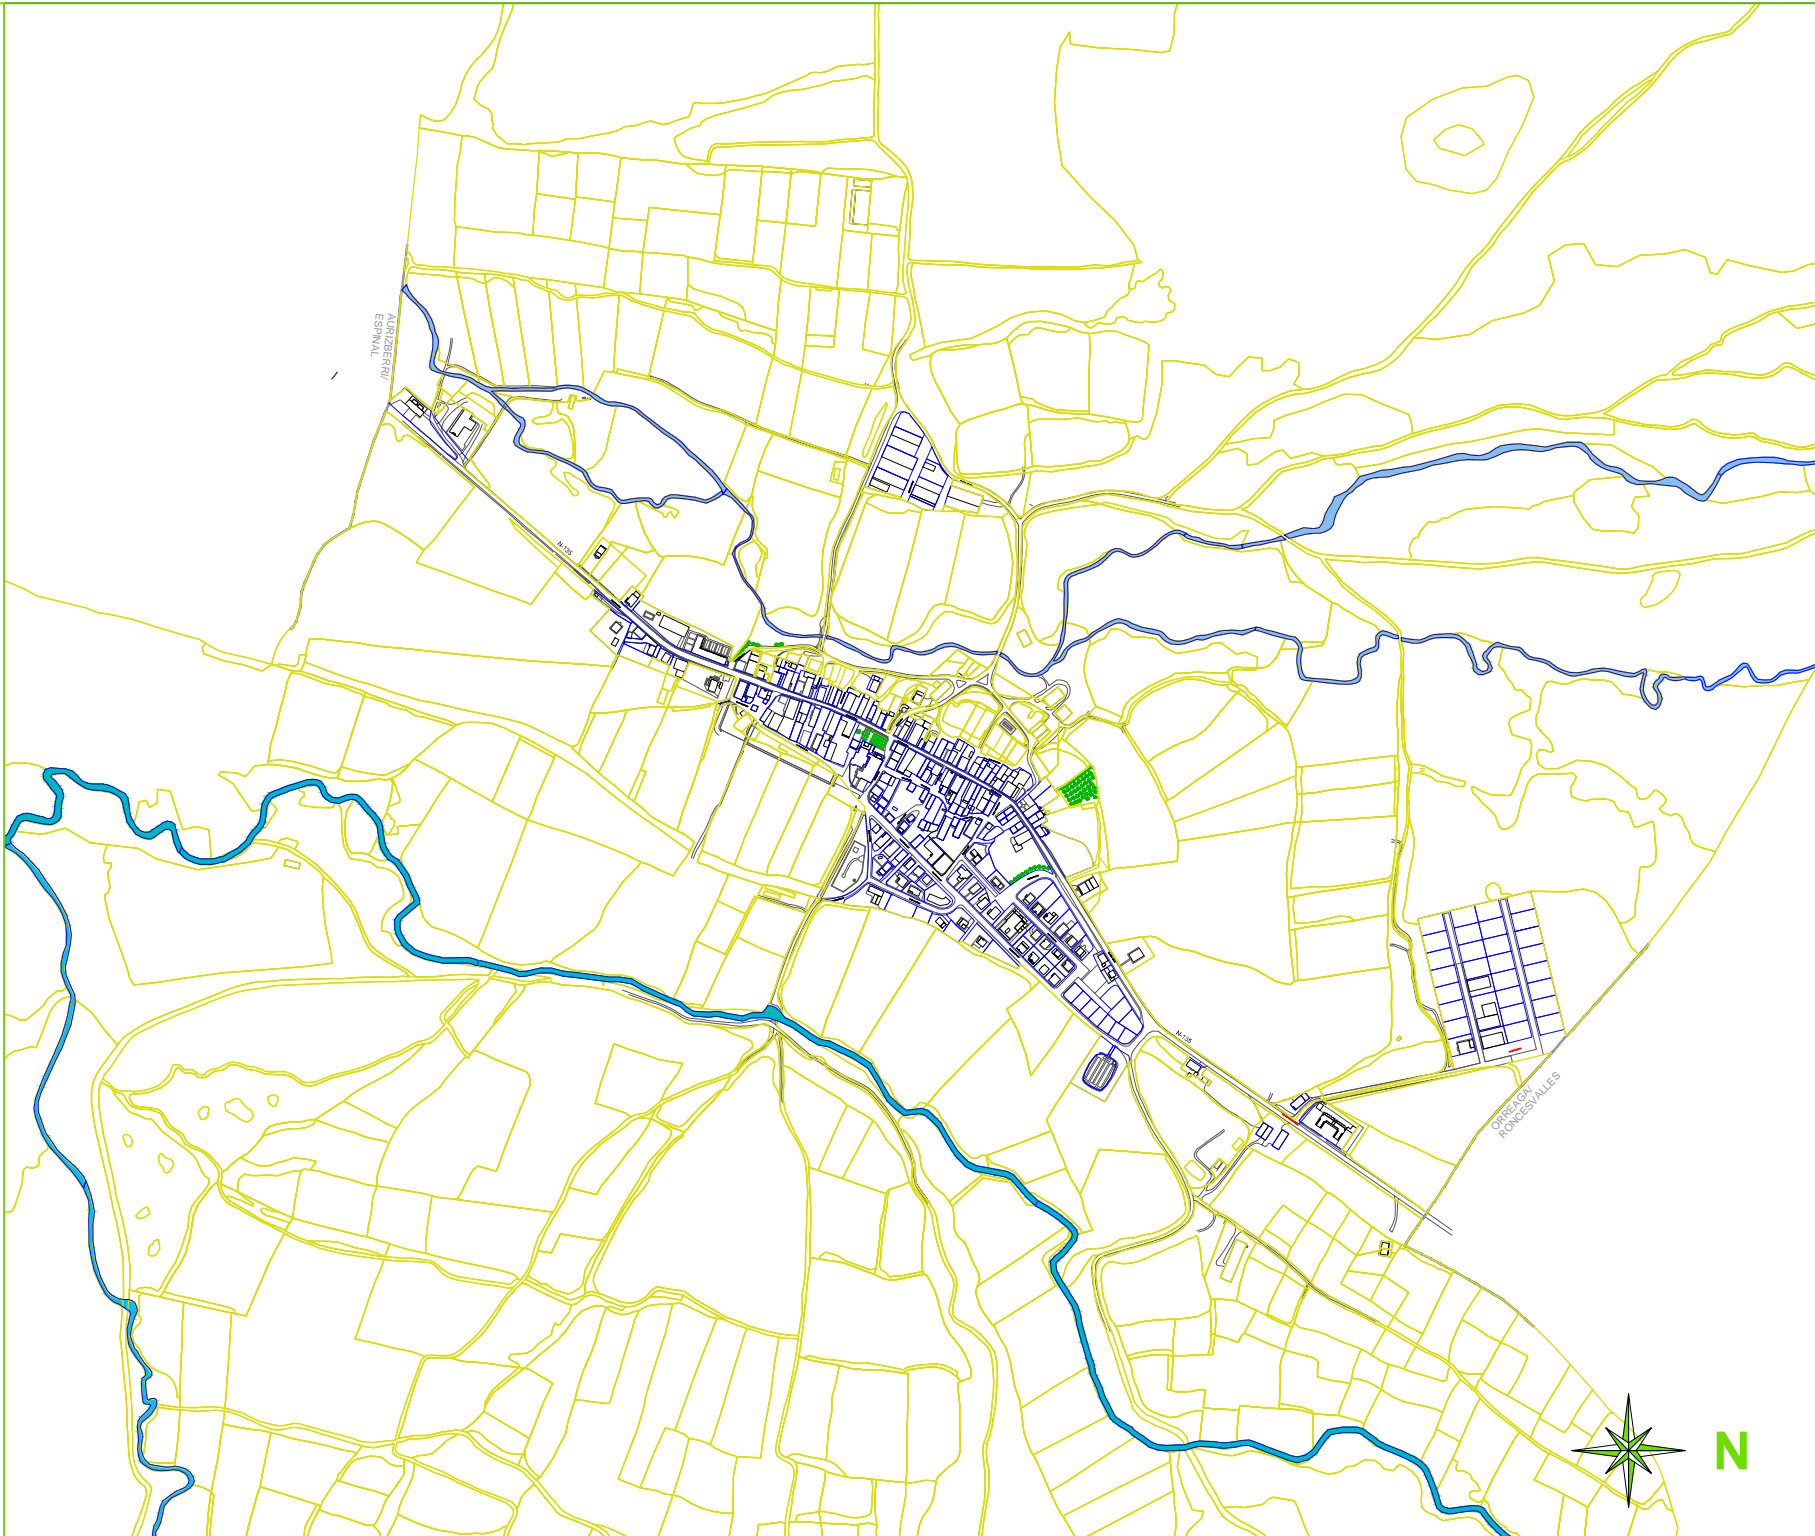 AURIZBERRI/
ESPINAL
N-135
N-135
ORREAGA/
RONCESVALLES
N